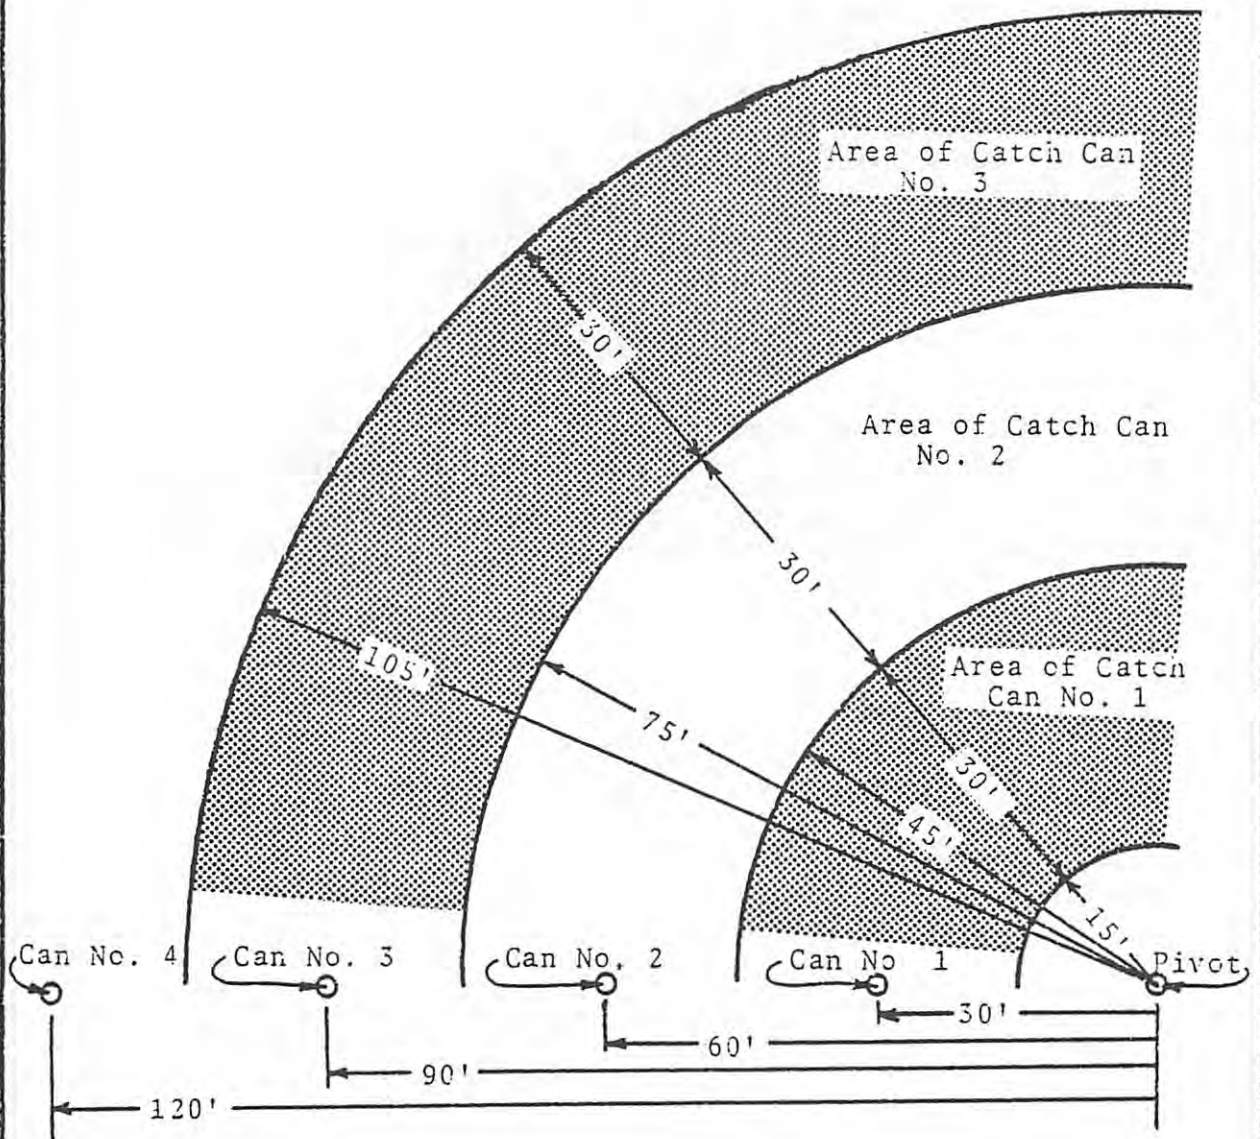 Area of Catch Can
No. 3
30'
Area of Catch Can
No. 2
30'
105'
75'
Area of Catch
Can No. 1
30'
45'
15'
Can No. 4
Can No. 3
Can No. 2
Can No 1
Pivot
30'
60'
90'
120'